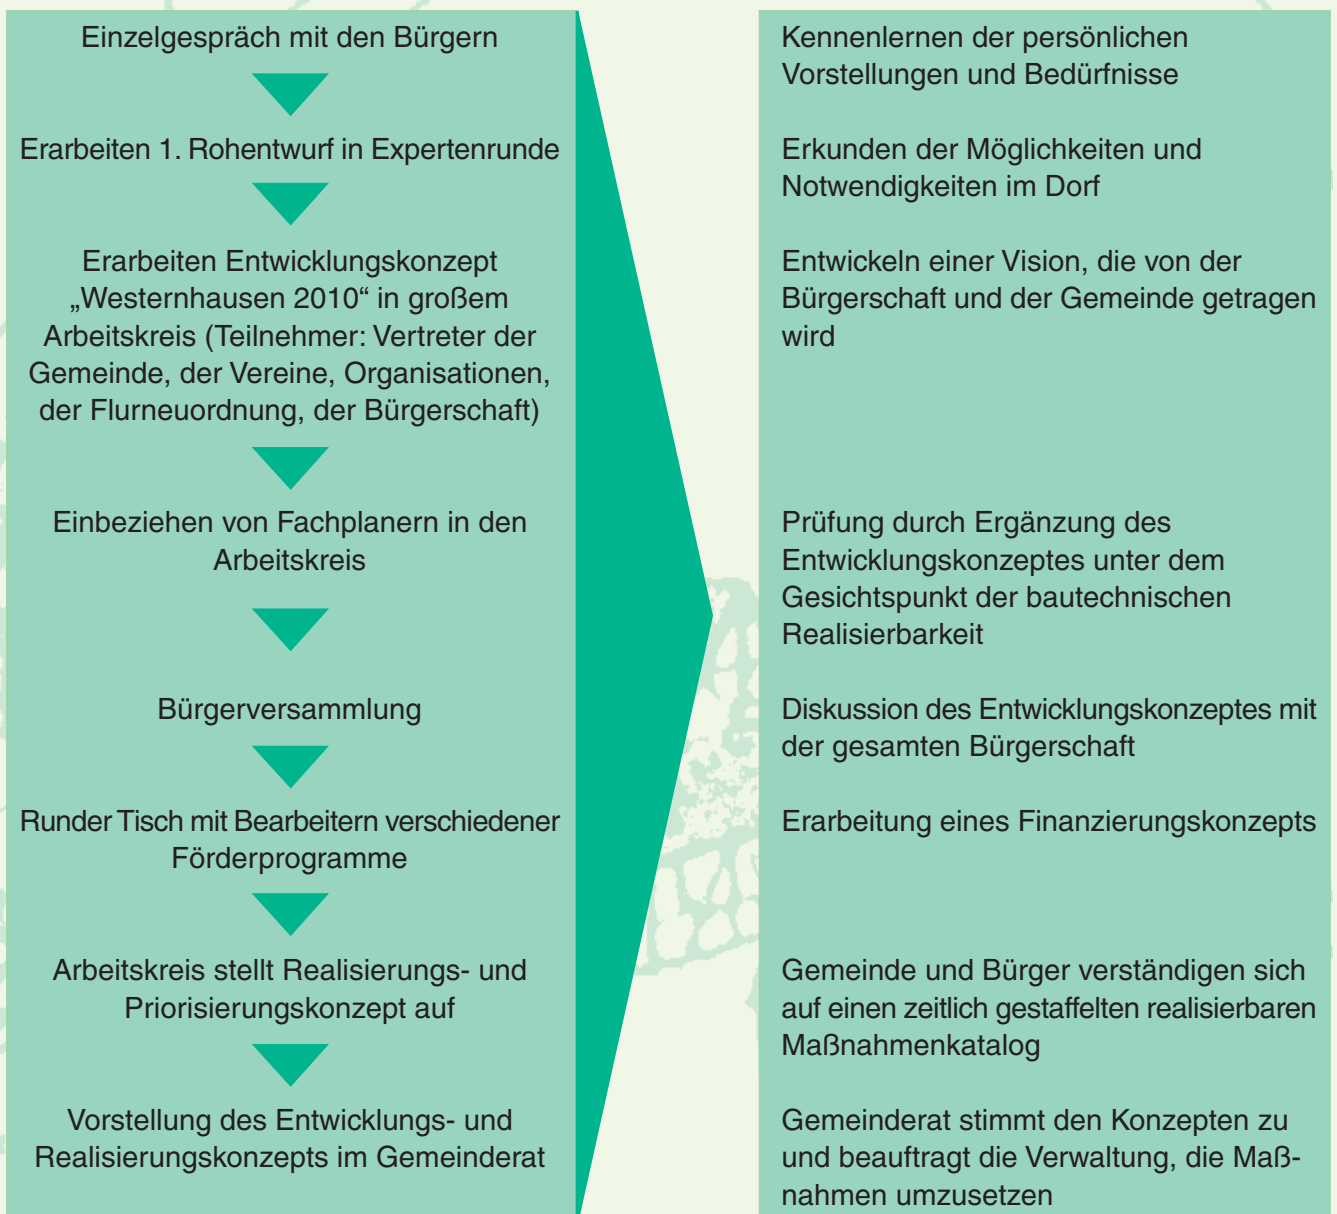 Einzelgespräch mit den Bürgern
Erarbeiten 1. Rohentwurf in Expertenrunde
Erarbeiten Entwicklungskonzept
„Westernhausen 2010“ in großem
Arbeitskreis (Teilnehmer: Vertreter der
Gemeinde, der Vereine, Organisationen,
der Flurneuordnung, der Bürgerschaft)
Einbeziehen von Fachplanern in den
Arbeitskreis
Bürgerversammlung
Runder Tisch mit Bearbeitern verschiedener
Förderprogramme
Arbeitskreis stellt Realisierungs- und
Priorisierungskonzept auf
Vorstellung des Entwicklungs- und
Realisierungskonzepts im Gemeinderat
Kennenlernen der persönlichen
Vorstellungen und Bedürfnisse
Erkunden der Möglichkeiten und
Notwendigkeiten im Dorf
Entwickeln einer Vision, die von der
Bürgerschaft und der Gemeinde getragen
wird
Prüfung durch Ergänzung des
Entwicklungskonzeptes unter dem
Gesichtspunkt der bautechnischen
Realisierbarkeit
Diskussion des Entwicklungskonzeptes mit
der gesamten Bürgerschaft
Erarbeitung eines Finanzierungskonzepts
Gemeinde und Bürger verständigen sich
auf einen zeitlich gestaffelten realisierbaren
Maßnahmenkatalog
Gemeinderat stimmt den Konzepten zu
und beauftragt die Verwaltung, die Maß-
nahmen umzusetzen